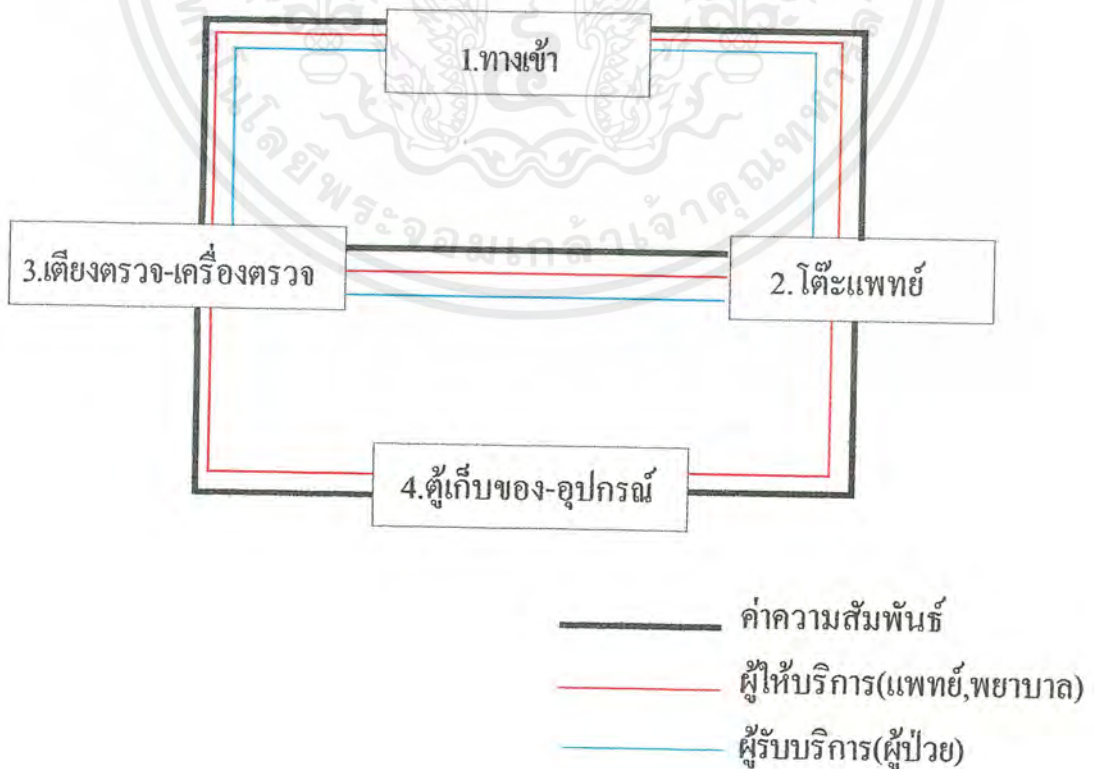 1.ทางเข้า
3.เตียงตรวจ-เครื่องตรวจ
2.โต๊ะแพทย์
4.ตู้เก็บของ-อุปกรณ์
ค่าความสัมพันธ์
ผู้ให้บริการ(แพทย์,พยาบาล)
ผู้รับบริการ(ผู้ป่วย)